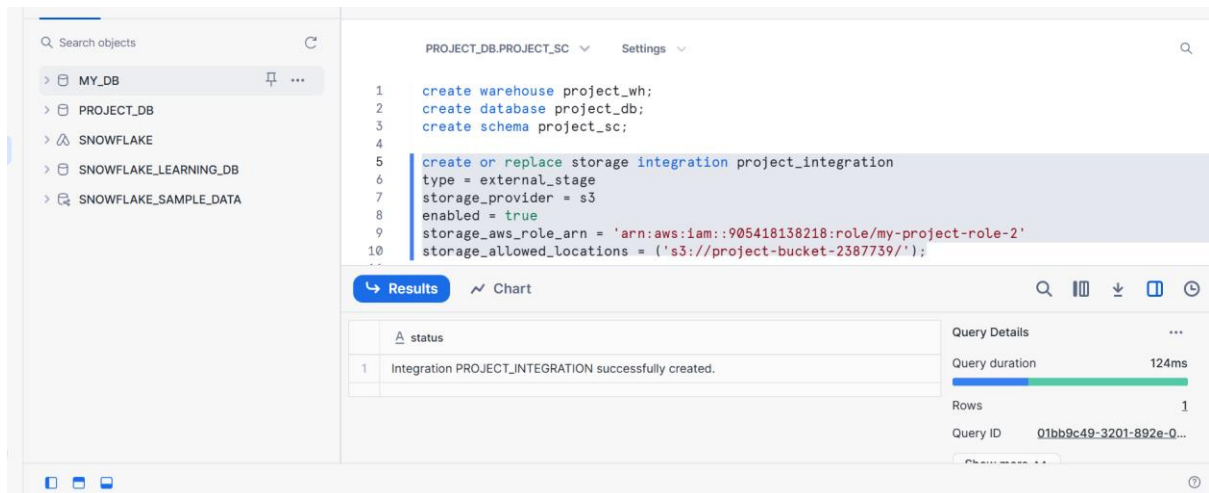 Search objects
MY_DB
PROJECT_DB
SNOWFLAKE
SNOWFLAKE_LEARNING_DB
SNOWFLAKE_SAMPLE_DATA
PROJECT_DB.PROJECT_SC Settings
1 create warehouse project_wh;
2 create database project_db;
3 create schema project_sc;
4
5 create or replace storage integration project_integration
6 type = external_stage
7 storage_provider = s3
8 enabled = true
9 storage_aws_role_arn = 'arn:aws:iam::905418138218:role/my-project-role-2'
10 storage_allowed_locations = ('s3://project-bucket-2387739/');
Results Chart
A status
1 Integration PROJECT_INTEGRATION successfully created.
Query Details ...
Query duration 124ms
Rows 1
Query ID 01bb9c49-3201-892e-0...